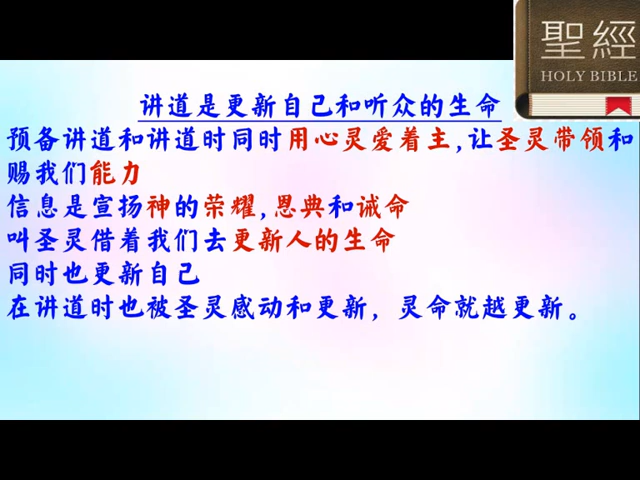 聖經
HOLY BIBLE
讲道是更新自己和听众的生命
预备讲道和讲道时同时用心灵爱着主,让圣灵带领和
赐我们能力
信息是宣扬神的荣耀,恩典和诫命
叫圣灵借着我们去更新人的生命
同时也更新自己
在讲道时也被圣灵感动和更新，灵命就越更新。